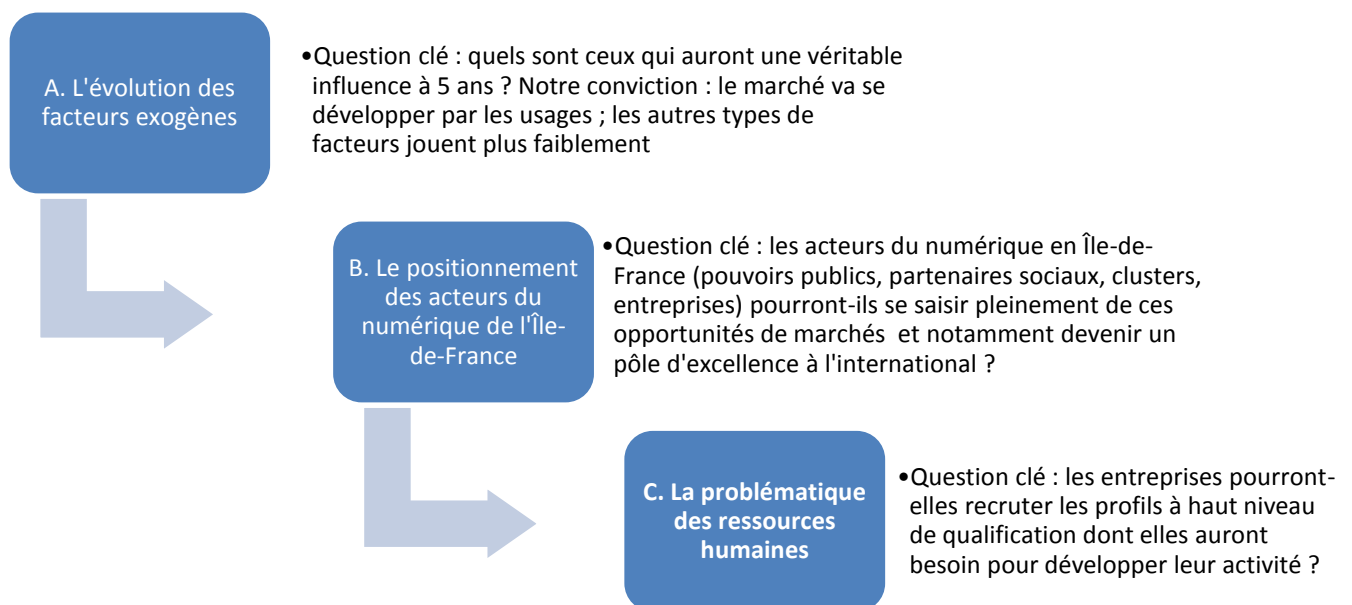 A. L'évolution des
facteurs exogènes
•Question clé : quels sont ceux qui auront une véritable
influence à 5 ans ? Notre conviction : le marché va se
développer par les usages ; les autres types de
facteurs jouent plus faiblement
B. Le positionnement
des acteurs du
numérique de l'Île-
de-France
•Question clé : les acteurs du numérique en Île-de-
France (pouvoirs publics, partenaires sociaux, clusters,
entreprises) pourront-ils se saisir pleinement de ces
opportunités de marchés et notamment devenir un
pôle d'excellence à l'international ?
C. La problématique
des ressources
humaines
•Question clé : les entreprises pourront-
elles recruter les profils à haut niveau
de qualification dont elles auront
besoin pour développer leur activité ?